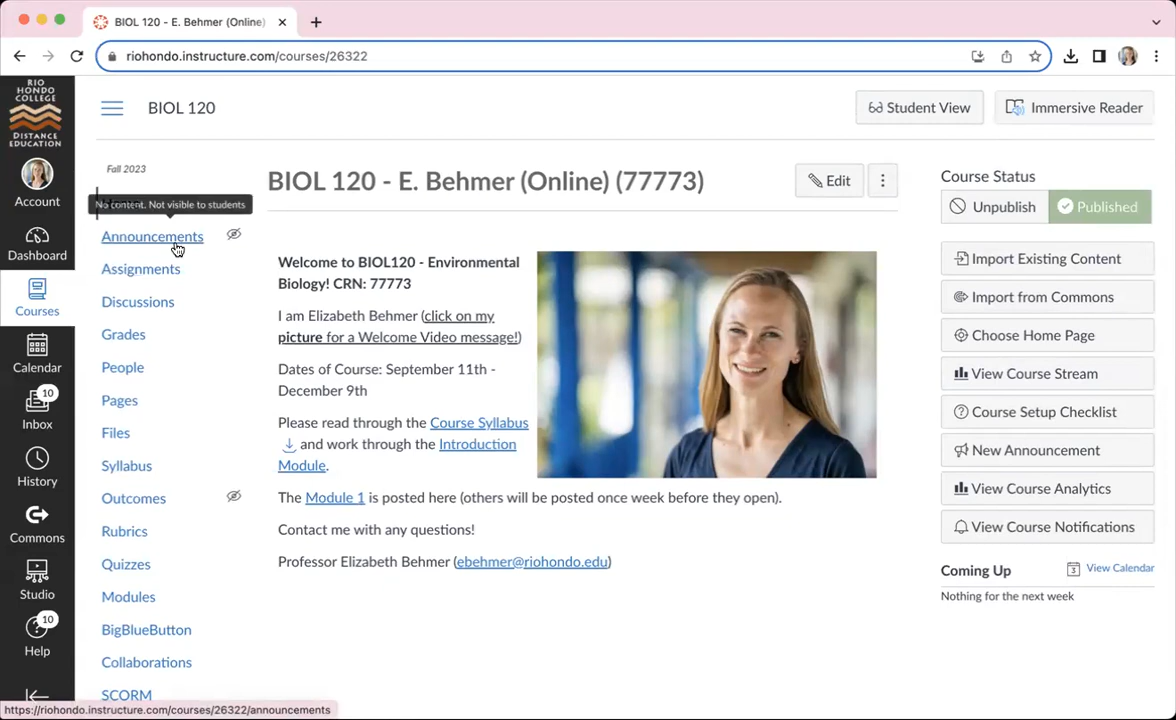 BIOL 120 - E. Behmer (Online)
riohondo.instructure.com/courses/26322
RIO
HONDO
COLLEGE
DISTANCE
EDUCATION
Account
Dashboard
Courses
Calendar
10
Inbox
History
Commons
Studio
10
Help
BIOL 120
Student View
Immersive Reader
Fall 2023
No content. Not visible to students
Announcements
Assignments
Discussions
Grades
People
Pages
Files
Syllabus
Outcomes
Rubrics
Quizzes
Modules
BigBlueButton
Collaborations
SCORM
BIOL 120 - E. Behmer (Online) (77773)
Edit
Welcome to BIOL120 - Environmental
Biology! CRN: 77773
I am Elizabeth Behmer (click on my
picture for a Welcome Video message!)
Dates of Course: September 11th -
December 9th
Please read through the Course Syllabus
and work through the Introduction
Module.
The Module 1 is posted here (others will be posted once week before they open).
Contact me with any questions!
Professor Elizabeth Behmer (ebehmer@riohondo.edu)
Course Status
Unpublish
Published
Import Existing Content
Import from Commons
Choose Home Page
View Course Stream
Course Setup Checklist
New Announcement
View Course Analytics
View Course Notifications
Coming Up
3
View Calendar
Nothing for the next week
https://riohondo.instructure.com/courses/26322/announcements